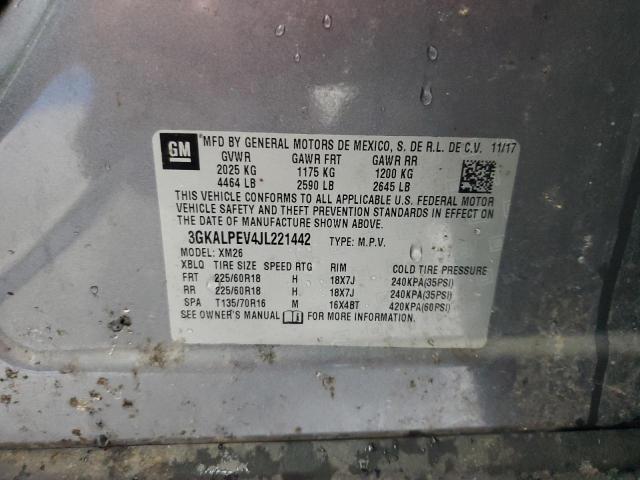 GM MFD BY GENERAL MOTORS DE MEXICO, S. DE R.L. DE C.V. 11/17
GVWR GAWR FRT GAWR RR
2025 KG 1175 KG 1200 KG
4464 LB 2590 LB 2645 LB
THIS VEHICLE CONFORMS TO ALL APPLICABLE U.S. FEDERAL MOTOR
VEHICLE SAFETY AND THEFT PREVENTION STANDARDS IN EFFECT ON
THE DATE OF MANUFACTURE SHOWN ABOVE.
3GKALPEV4JL221442 TYPE: M.P.V.
MODEL: XM26
XBLQ TIRE SIZE SPEED RTG RIM COLD TIRE PRESSURE
FRT 225/60R18 H 18X7J 240KPA(35PSI)
RR 225/60R18 H 18X7J 240KPA(35PSI)
SPA T135/70R16 M 16X4BT 420KPA(60PSI)
SEE OWNER'S MANUAL FOR MORE INFORMATION.